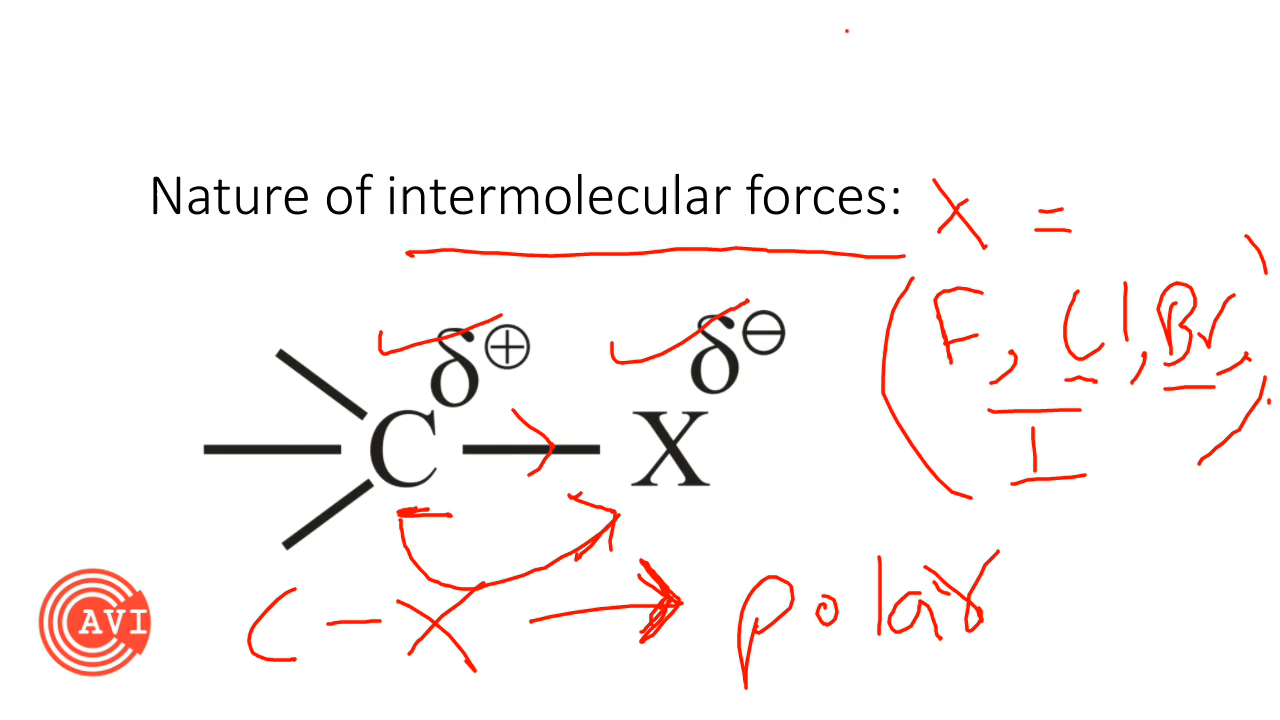 Nature of intermolecular forces: X =
(F, Cl, Br, I)
δ⊕ δ⊖
C — X
C – X → polar
AVI